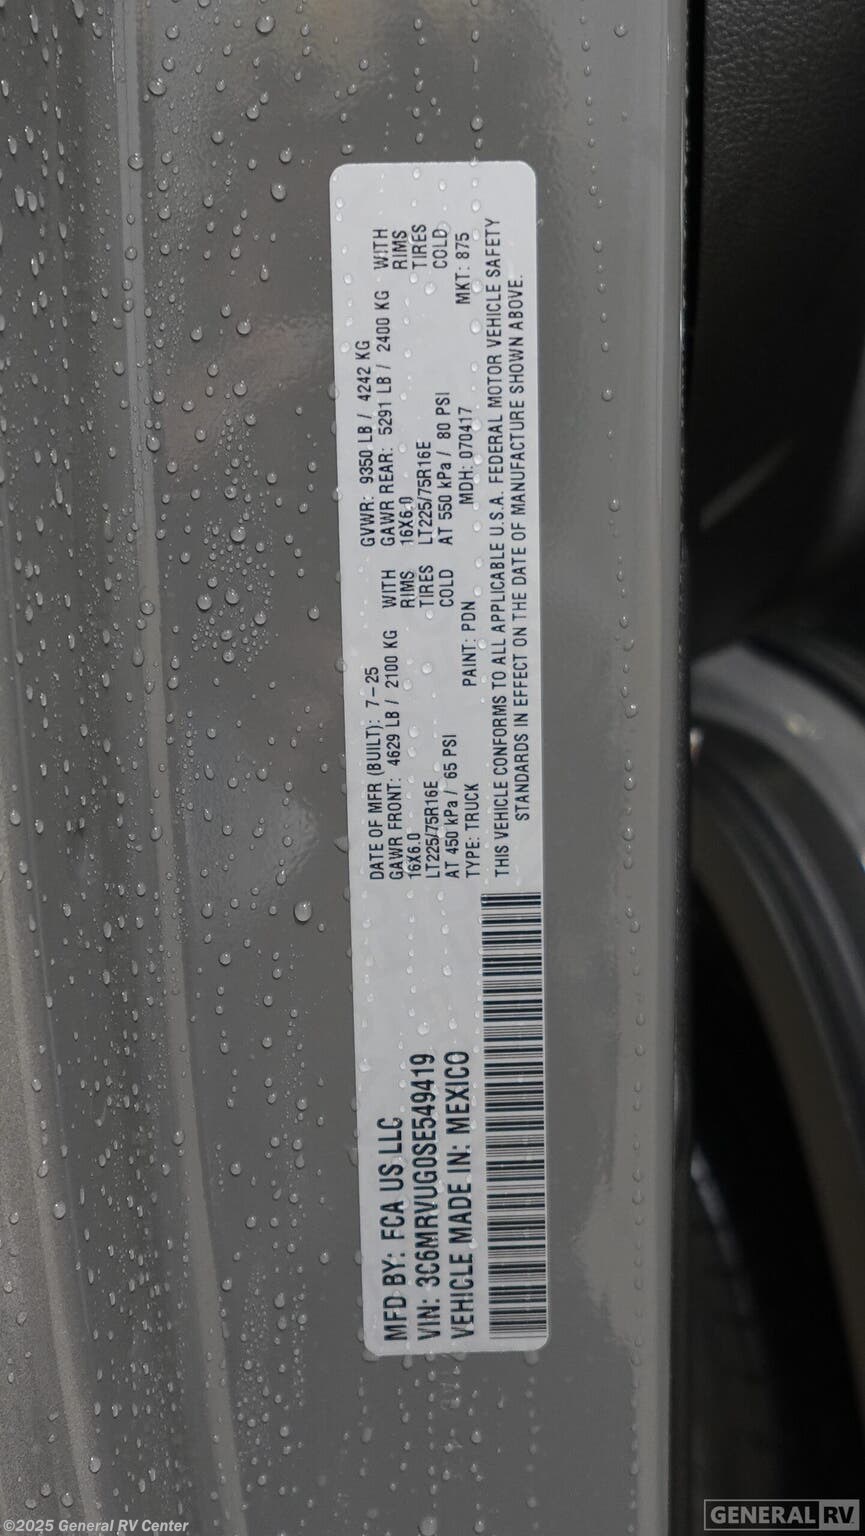 MFD BY: FCA US LLC
VIN: 3C6MRVUG0SE549419
VEHICLE MADE IN: MEXICO
DATE OF MFR (BUILT): 7-25 GVWR: 9350 LB / 4242 KG
GAWR FRONT: 4629 LB / 2100 KG WITH GAWR REAR: 5291 LB / 2400 KG WITH
16X6.0 RIMS 16X6.0 RIMS
LT225/75R16E TIRES LT225/75R16E TIRES
AT 450 kPa / 65 PSI COLD AT 550 kPa / 80 PSI COLD
TYPE: TRUCK PAINT: PDN MDH: 070417 MKT: 875
THIS VEHICLE CONFORMS TO ALL APPLICABLE U.S.A. FEDERAL MOTOR VEHICLE SAFETY
STANDARDS IN EFFECT ON THE DATE OF MANUFACTURE SHOWN ABOVE.
©2025 General RV Center
GENERAL RV